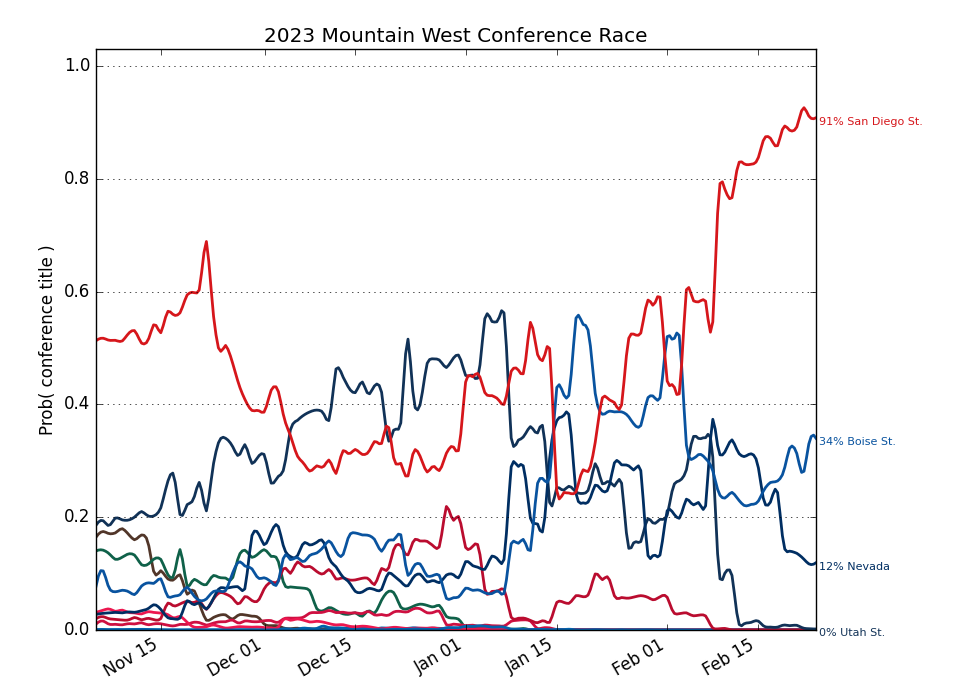 2023 Mountain West Conference Race
1.0
0.8
0.6
0.4
0.2
0.0
Prob( conference title )
91% San Diego St.
34% Boise St.
12% Nevada
0% Utah St.
Nov 15
Dec 01
Dec 15
Jan 01
Jan 15
Feb 01
Feb 15